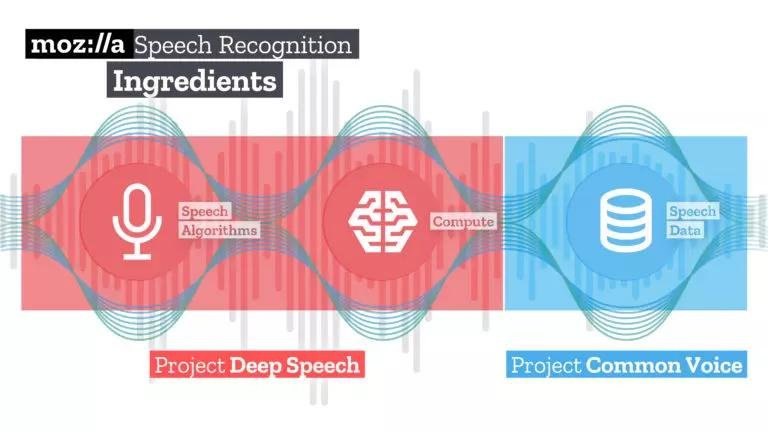 moz://a Speech Recognition
Ingredients
Speech
Algorithms
Compute
Speech
Data
Project Deep Speech
Project Common Voice